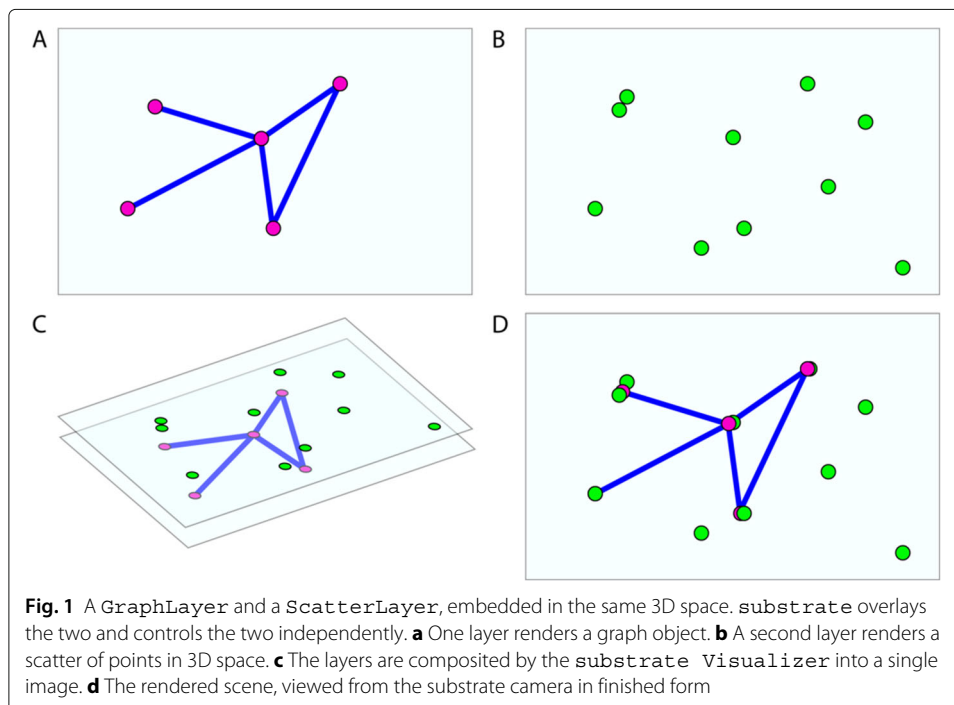 A
B
C
D
Fig. 1 A GraphLayer and a ScatterLayer, embedded in the same 3D space. substrate overlays
the two and controls the two independently. a One layer renders a graph object. b A second layer renders a
scatter of points in 3D space. c The layers are composited by the substrate Visualizer into a single
image. d The rendered scene, viewed from the substrate camera in finished form